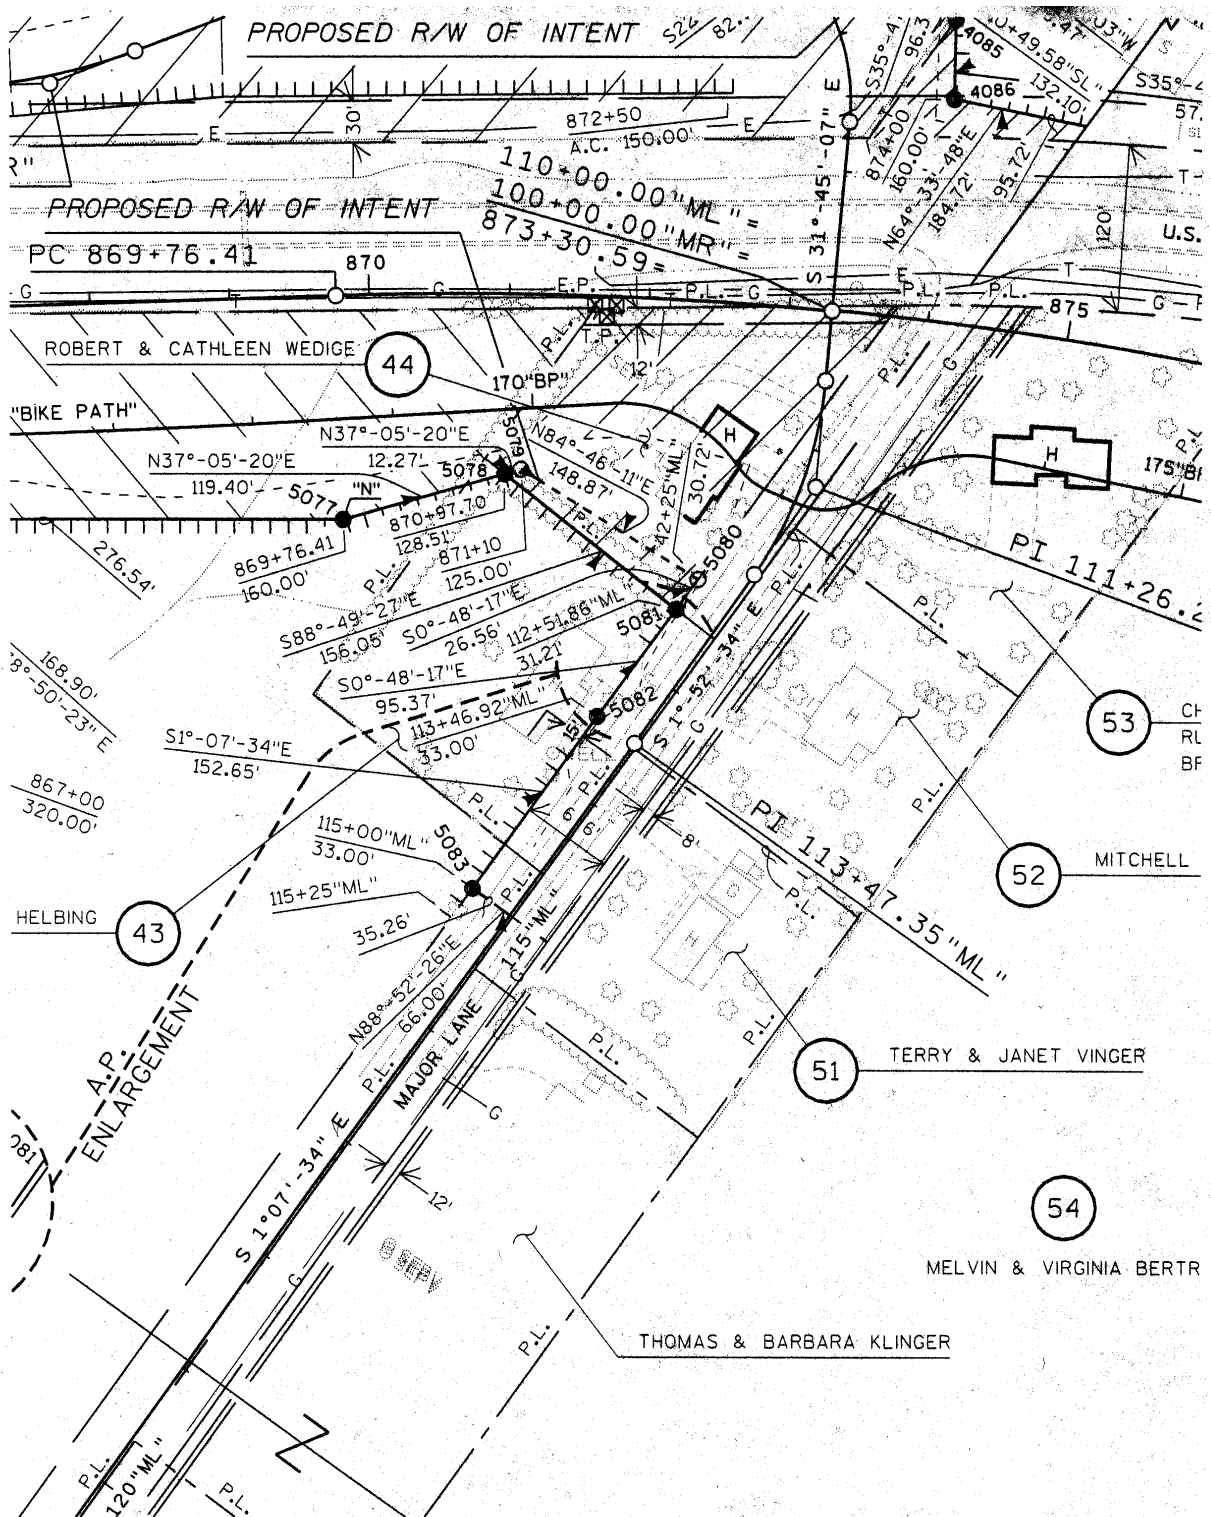 PROPOSED R/W OF INTENT
30'
E
872+50
A.C. 150.00'
E
S 31°-45'-07" E
874+00
160.00'
N64°-33'-48"E
184.72'
95.72'
4085
4086
132.10'
120'
T
U.S.
110+00.00"ML"=
100+00.00"MR"=
873+30.59=
PROPOSED R/W OF INTENT
PC 869+76.41
870
G
T
G
E.P.
P.L.
G
E
P.L.
P.L.
T
G
875
P.L.
T.P.
12'
ROBERT & CATHLEEN WEDIGE
44
170"BP"
"BIKE PATH"
N37°-05'-20"E
12.27'
N37°-05'-20"E
119.40'
5077
"N"
5078
5079
N84°-46'-11"E
148.87'
30.72'
H
H
P.L.
G
P.L.
276.54'
869+76.41
160.00'
P.L.
870+97.70
128.51'
871+10
125.00'
P.L.
5080
5081
PI 111+26.2
P.L.
S88°-49'-27"E
156.05'
S0°-48'-17"E
26.56'
112+51.86"ML"
31.21'
S0°-48'-17"E
95.37'
113+46.92"ML"
33.00'
15'
5082
S 1°-52'-34" E
G
P.L.
168.90'
S1°-07'-34"E
152.65'
867+00
320.00'
P.L.
P.L.
66
8'
H
53
P.L.
115+00"ML"
33.00'
5083
PI 113+47.35"ML"
P.L.
52
MITCHELL
115+25"ML"
35.26'
P.L.
115"ML"
HELBING
43
N88°-52'-26"E
66.00'
G
H
P.L.
A.P.
ENLARGEMENT
P.L.
MAJOR LANE
G
P.L.
51
TERRY & JANET VINGER
S 1°07'-34" E
12'
54
MELVIN & VIRGINIA BERTR
G
P.L.
THOMAS & BARBARA KLINGER
P.L.
120"ML"
P.L.